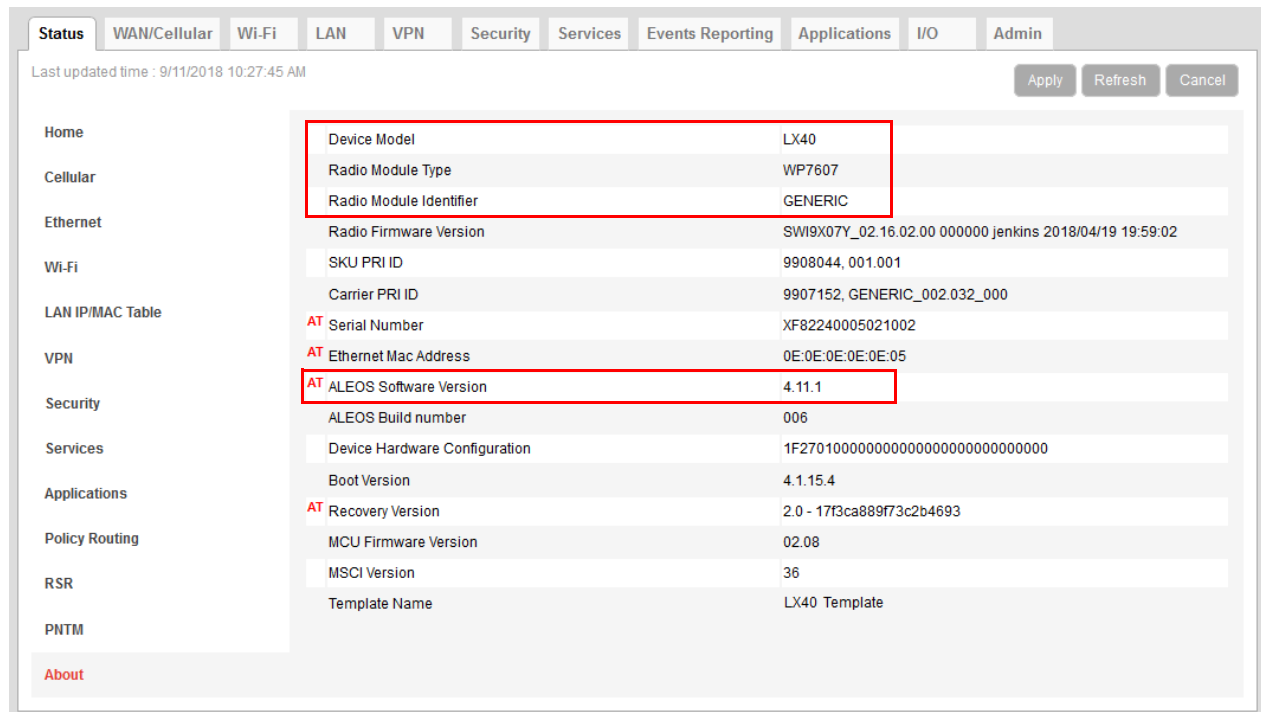 Status WAN/Cellular Wi-Fi LAN VPN Security Services Events Reporting Applications I/O Admin
Last updated time : 9/11/2018 10:27:45 AM
Apply Refresh Cancel
Home
Cellular
Ethernet
Wi-Fi
LAN IP/MAC Table
VPN
Security
Services
Applications
Policy Routing
RSR
PNTM
About
Device Model LX40
Radio Module Type WP7607
Radio Module Identifier GENERIC
Radio Firmware Version SWI9X07Y_02.16.02.00 000000 jenkins 2018/04/19 19:59:02
SKU PRI ID 9908044, 001.001
Carrier PRI ID 9907152, GENERIC_002.032_000
AT Serial Number XF82240005021002
AT Ethernet Mac Address 0E:0E:0E:0E:0E:05
AT ALEOS Software Version 4.11.1
ALEOS Build number 006
Device Hardware Configuration 1F270100000000000000000000000000
Boot Version 4.1.15.4
AT Recovery Version 2.0 - 17f3ca889f73c2b4693
MCU Firmware Version 02.08
MSCI Version 36
Template Name LX40 Template